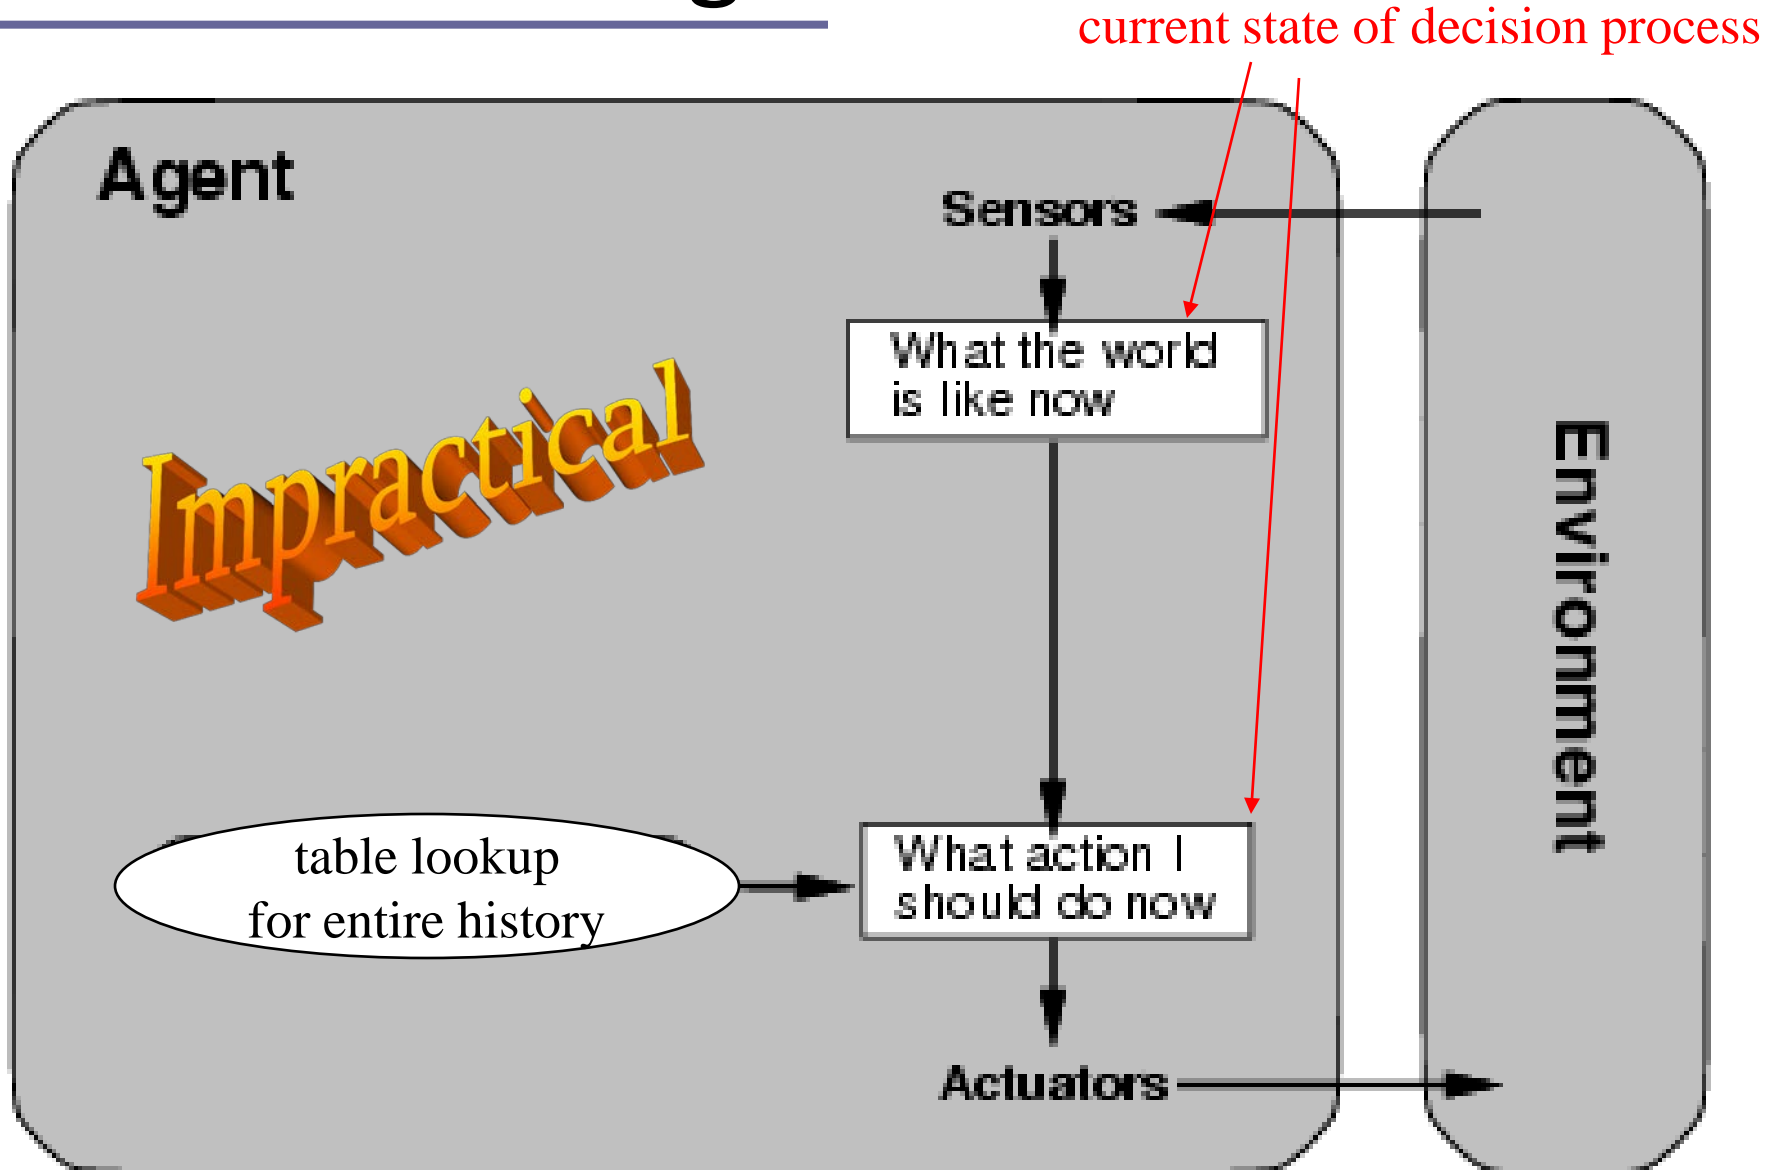 current state of decision process
Agent
Sensors
What the world
is like now
Impractical
Environment
table lookup
for entire history
What action I
should do now
Actuators